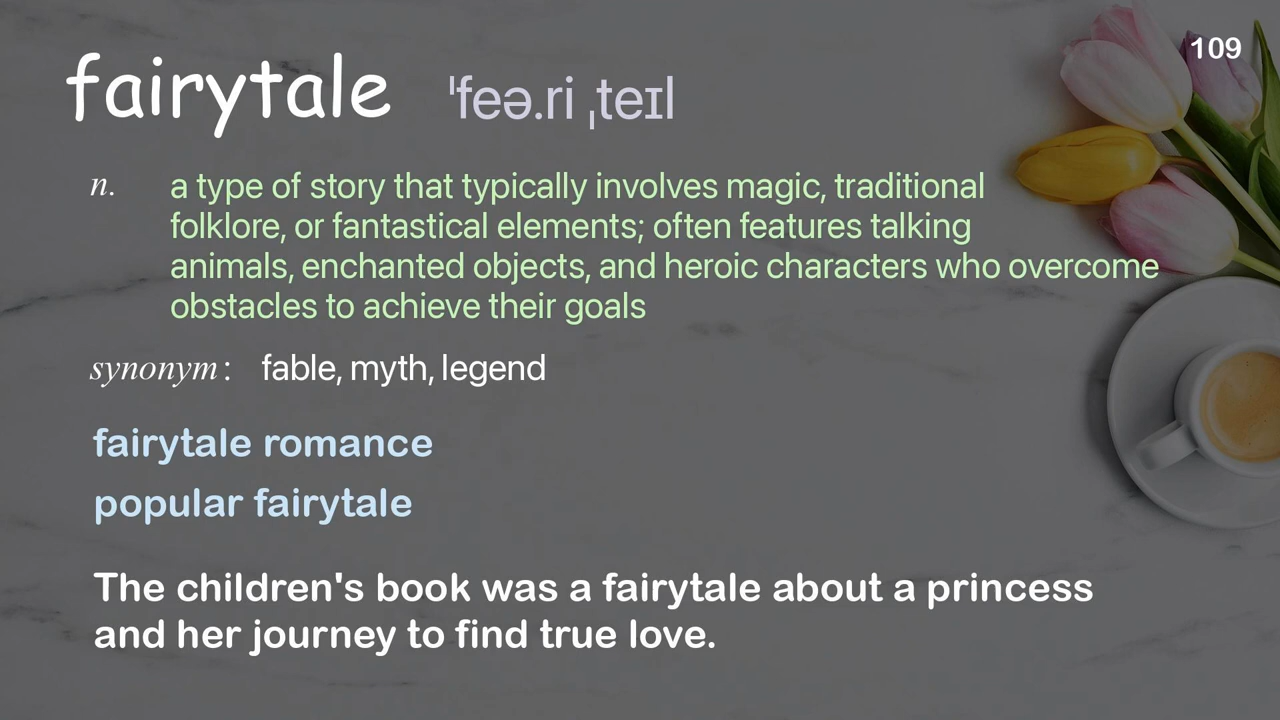 109
fairytale ˈfeə.ri ˌteɪl
n. a type of story that typically involves magic, traditional
folklore, or fantastical elements; often features talking
animals, enchanted objects, and heroic characters who overcome
obstacles to achieve their goals
synonym: fable, myth, legend
fairytale romance
popular fairytale
The children's book was a fairytale about a princess
and her journey to find true love.